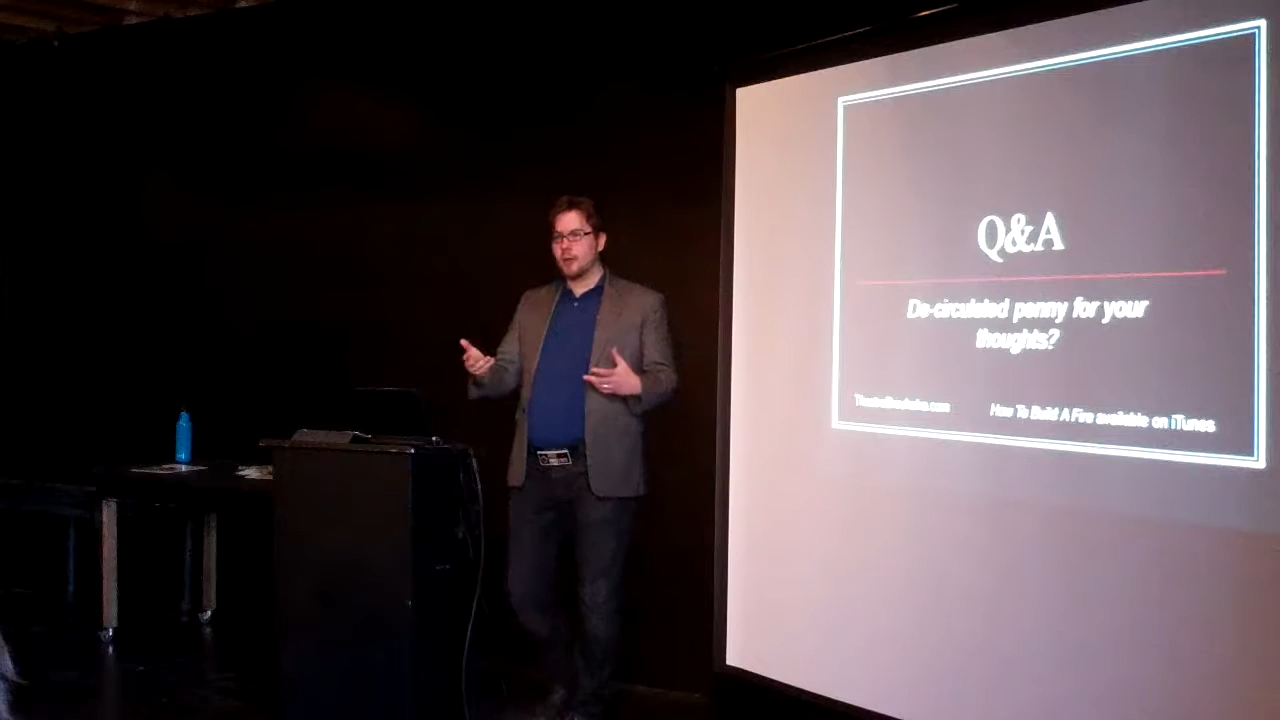 Q&A
De-circulated penny for your
thoughts?
How To Build A Fire available on iTunes